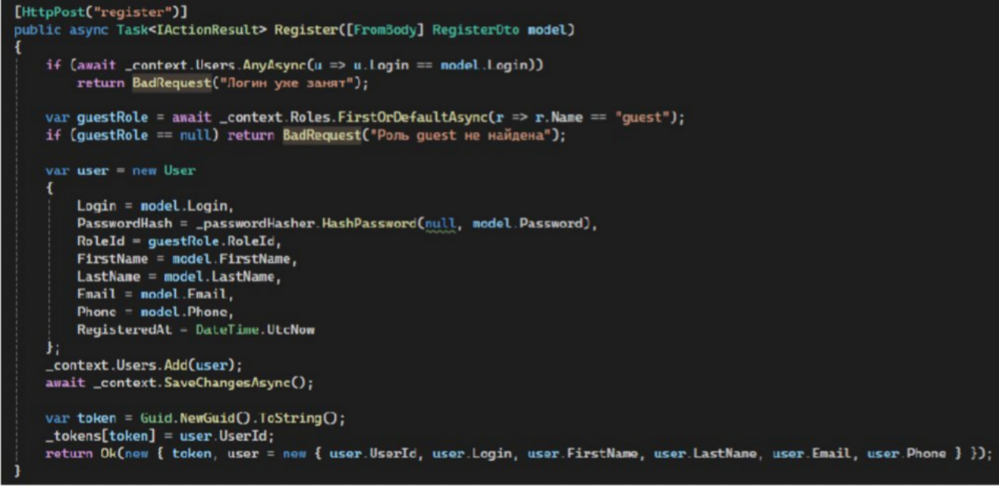 [HttpPost("register")]
public async Task<IActionResult> Register([FromBody] RegisterDto model)
{
if (await _context.Users.AnyAsync(u => u.Login == model.Login))
return BadRequest("Логин уже занят");
var guestRole = await _context.Roles.FirstOrDefaultAsync(r => r.Name == "guest");
if (guestRole == null) return BadRequest("Роль guest не найдена");
var user = new User
{
Login = model.Login,
PasswordHash = _passwordHasher.HashPassword(null, model.Password),
RoleId = guestRole.RoleId,
FirstName = model.FirstName,
LastName = model.LastName,
Email = model.Email,
Phone = model.Phone,
RegisteredAt = DateTime.UtcNow
};
_context.Users.Add(user);
await _context.SaveChangesAsync();
var token = Guid.NewGuid().ToString();
_tokens[token] = user.UserId;
return Ok(new { token, user = new { user.UserId, user.Login, user.FirstName, user.LastName, user.Email, user.Phone } });
}